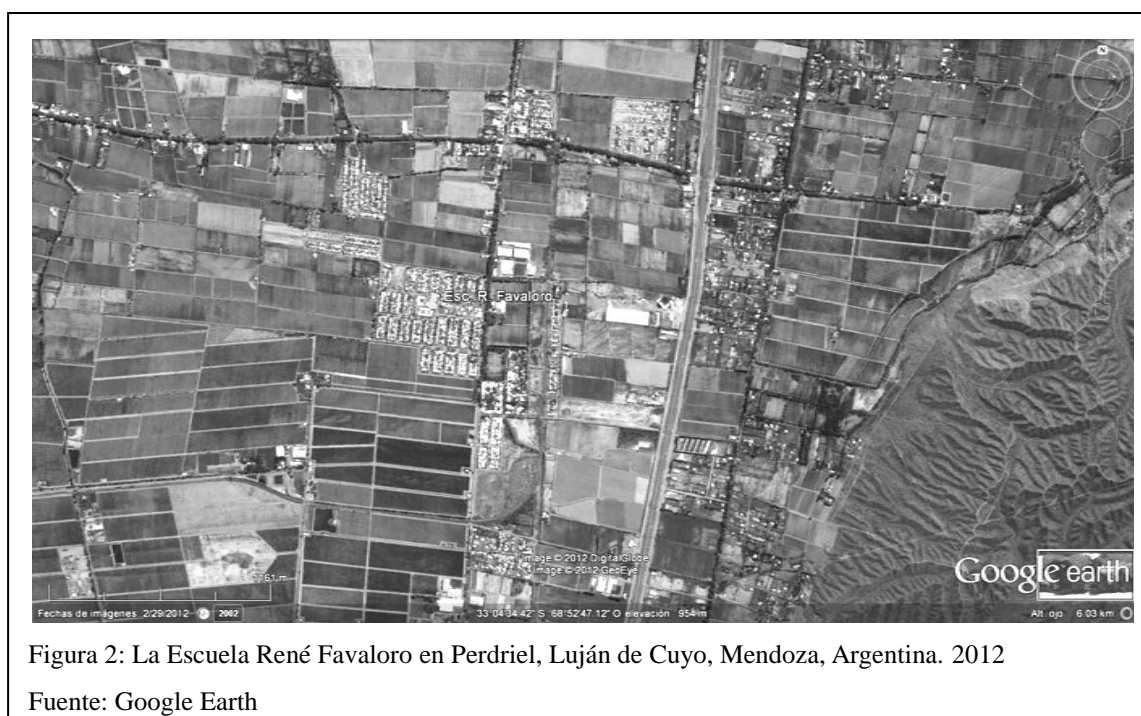 N
Esc. R. Favaloro
Image © 2012 DigitalGlobe
Image © 2012 GeoEye
Google earth
Fechas de imágenes: 2/29/2012 2002
33°04'34.42" S 68°52'47.12" O elevación 954 m
Alt. ojo 6.03 km
Figura 2: La Escuela René Favaloro en Perdriel, Luján de Cuyo, Mendoza, Argentina. 2012
Fuente: Google Earth